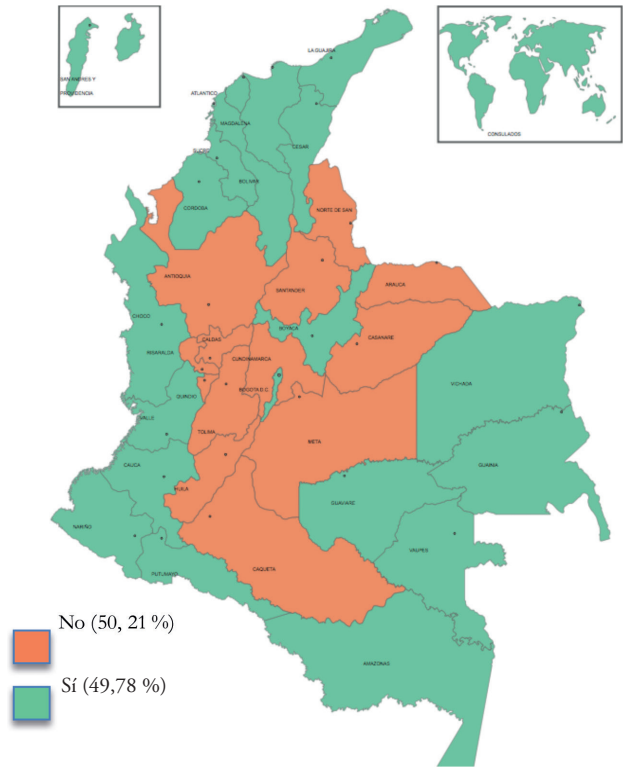 SAN ANDRES Y
PROVIDENCIA
LA GUAJIRA
CONSULADOS
ATLANTICO
MAGDALENA
CESAR
SUCRE
BOLIVAR
CORDOBA
NORTE DE SAN
ANTIOQUIA
SANTANDER
ARAUCA
CHOCO
BOYACA
CALDAS
CASANARE
RISARALDA
CUNDINAMARCA
VICHADA
QUINDIO
BOGOTA D.C.
VALLE
TOLIMA
META
CAUCA
GUAINIA
HUILA
GUAVIARE
NARIÑO
VAUPES
PUTUMAYO
CAQUETA
No (50, 21 %)
AMAZONAS
Sí (49,78 %)